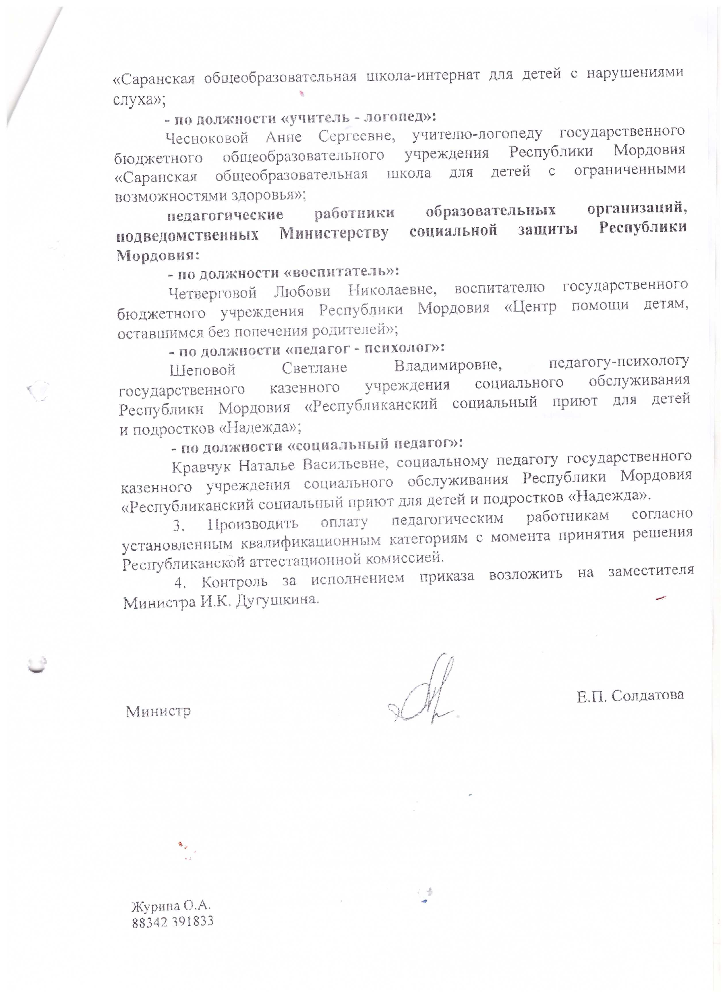 «Саранская общеобразовательная школа-интернат для детей с нарушениями
слуха»;
- по должности «учитель - логопед»:
Чесноковой Анне Сергеевне, учителю-логопеду государственного
бюджетного общеобразовательного учреждения Республики Мордовия
«Саранская общеобразовательная школа для детей с ограниченными
возможностями здоровья»;
педагогические работники образовательных организаций,
подведомственных Министерству социальной защиты Республики
Мордовия:
- по должности «воспитатель»:
Четверговой Любови Николаевне, воспитателю государственного
бюджетного учреждения Республики Мордовия «Центр помощи детям,
оставшимся без попечения родителей»;
- по должности «педагог - психолог»:
Шеповой Светлане Владимировне, педагогу-психологу
государственного казенного учреждения социального обслуживания
Республики Мордовия «Республиканский социальный приют для детей
и подростков «Надежда»;
- по должности «социальный педагог»:
Кравчук Наталье Васильевне, социальному педагогу государственного
казенного учреждения социального обслуживания Республики Мордовия
«Республиканский социальный приют для детей и подростков «Надежда».
3. Производить оплату педагогическим работникам согласно
установленным квалификационным категориям с момента принятия решения
Республиканской аттестационной комиссией.
4. Контроль за исполнением приказа возложить на заместителя
Министра И.К. Дугушкина.
Министр Е.П. Солдатова
Журина О.А.
88342 391833